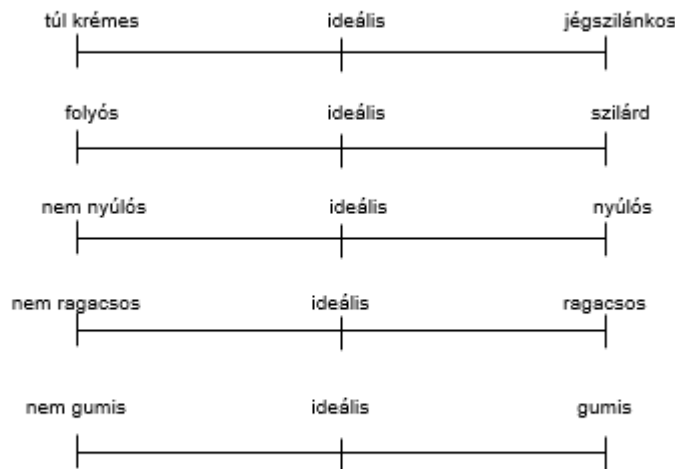 túl krémes ideális jégszilánkos
folyós ideális szilárd
nem nyúlós ideális nyúlós
nem ragacsos ideális ragacsos
nem gumis ideális gumis